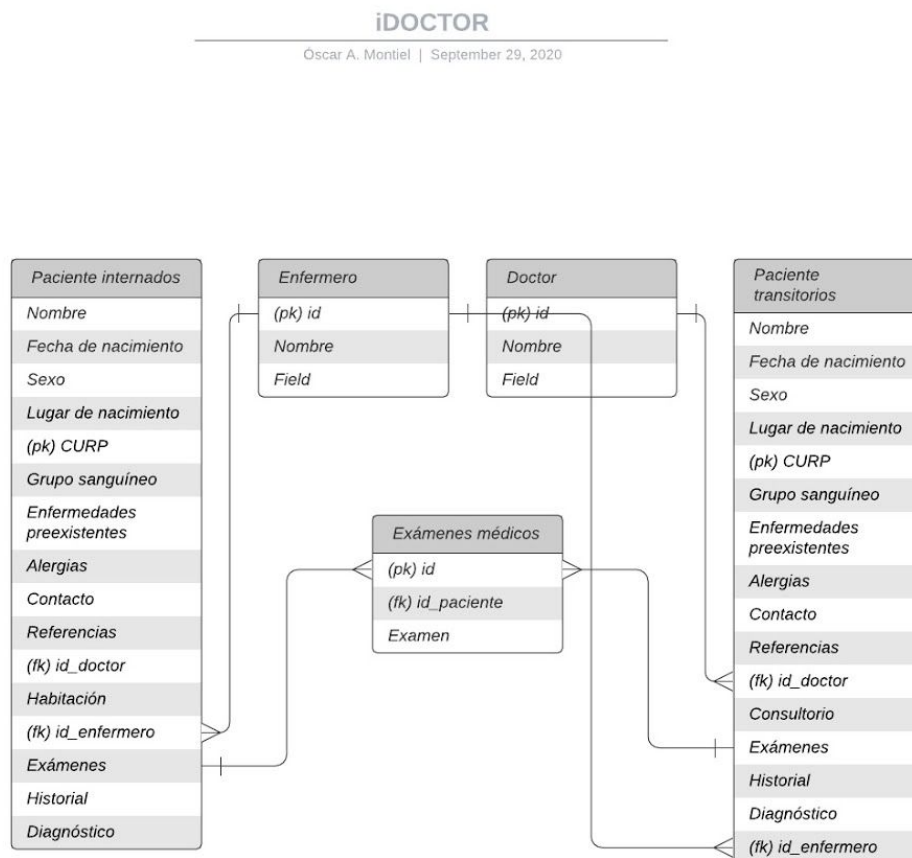 iDOCTOR
Óscar A. Montiel | September 29, 2020
Paciente internados
Nombre
Fecha de nacimiento
Sexo
Lugar de nacimiento
(pk) CURP
Grupo sanguíneo
Enfermedades
preexistentes
Alergias
Contacto
Referencias
(fk) id_doctor
Habitación
(fk) id_enfermero
Exámenes
Historial
Diagnóstico
Enfermero
(pk) id
Nombre
Field
Doctor
(pk) id
Nombre
Field
Exámenes médicos
(pk) id
(fk) id_paciente
Examen
Paciente
transitorios
Nombre
Fecha de nacimiento
Sexo
Lugar de nacimiento
(pk) CURP
Grupo sanguíneo
Enfermedades
preexistentes
Alergias
Contacto
Referencias
(fk) id_doctor
Consultorio
Exámenes
Historial
Diagnóstico
(fk) id_enfermero